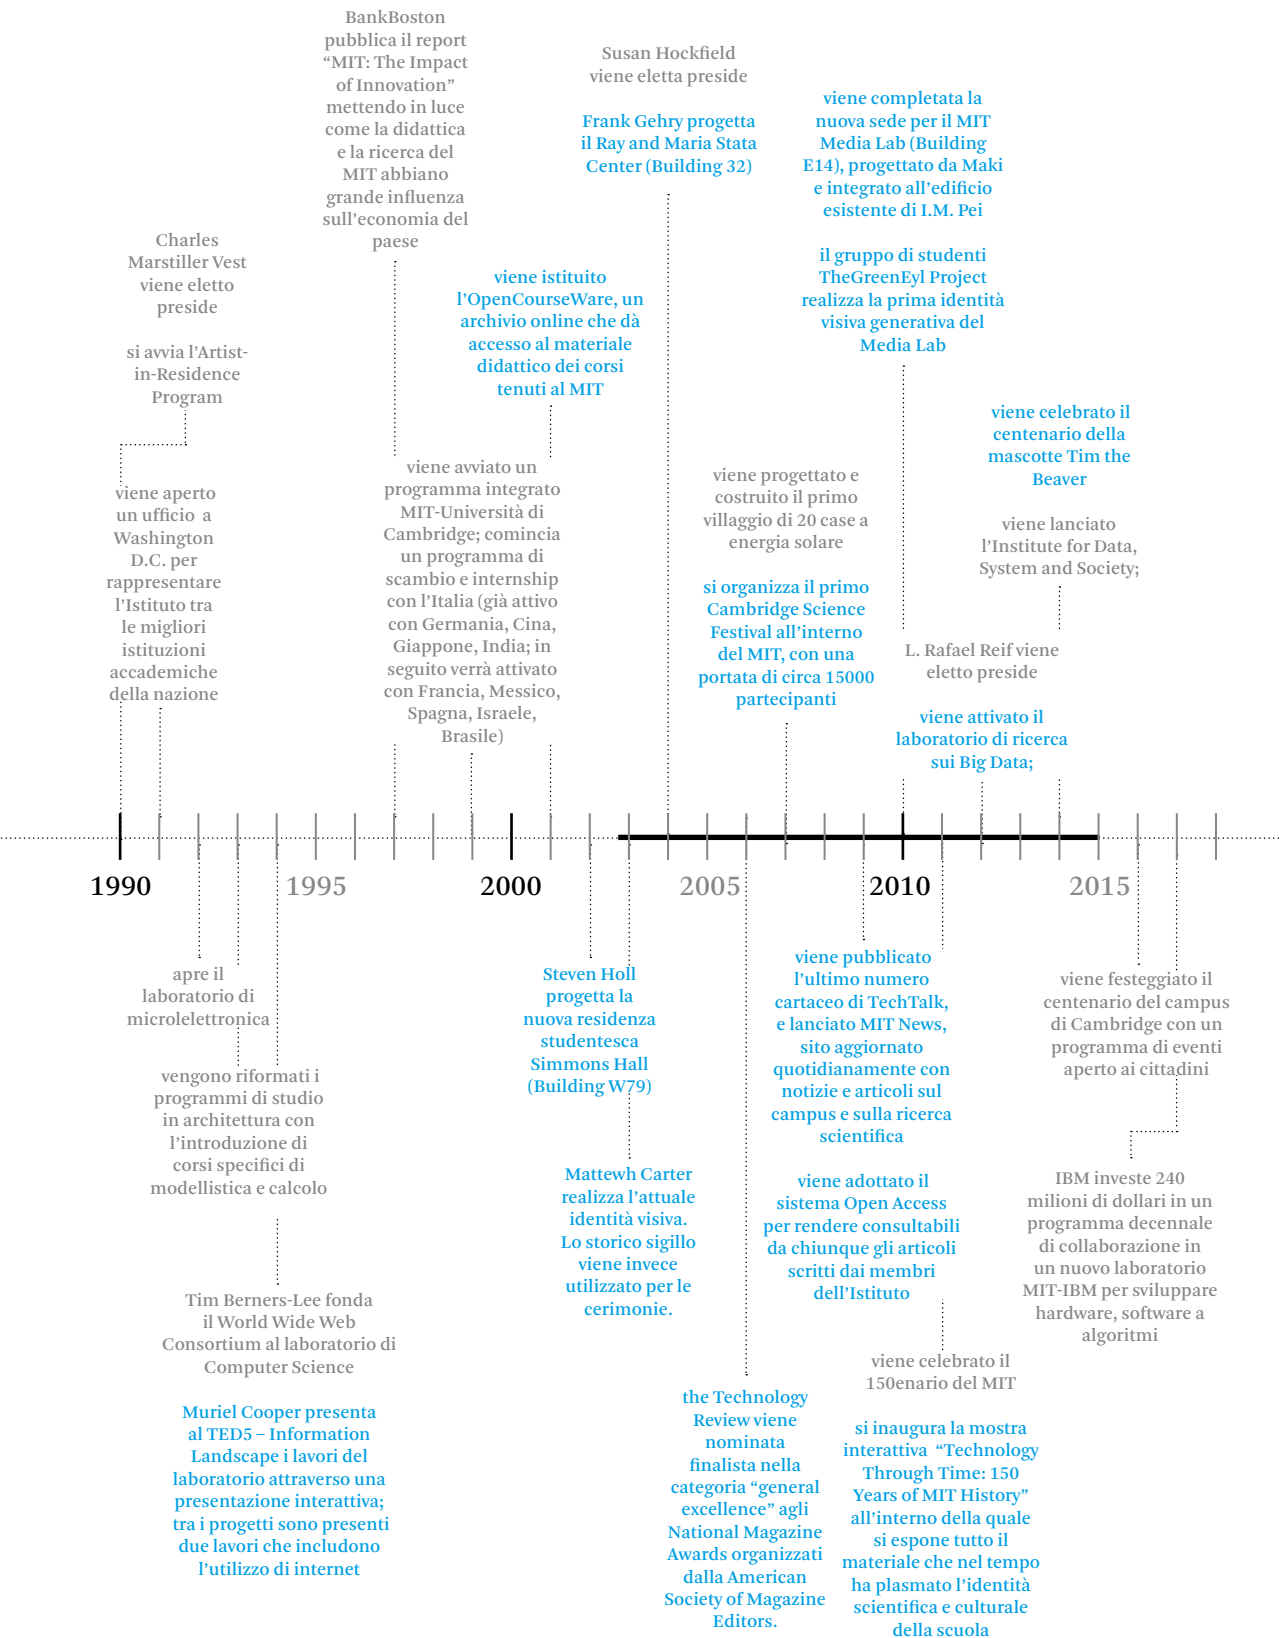 BankBoston
pubblica il report
“MIT: The Impact
of Innovation”
mettendo in luce
come la didattica
e la ricerca del
MIT abbiano
grande influenza
sull’economia del
paese
Susan Hockfield
viene eletta preside
Frank Gehry progetta
il Ray and Maria Stata
Center (Building 32)
viene completata la
nuova sede per il MIT
Media Lab (Building
E14), progettato da Maki
e integrato all’edificio
esistente di I.M. Pei
il gruppo di studenti
TheGreenEyl Project
realizza la prima identità
visiva generativa del
Media Lab
Charles
Marstiller Vest
viene eletto
preside
si avvia l’Artist-
in-Residence
Program
viene istituito
l’OpenCourseWare, un
archivio online che dà
accesso al materiale
didattico dei corsi
tenuti al MIT
viene celebrato il
centenario della
mascotte Tim the
Beaver
viene lanciato
l’Institute for Data,
System and Society;
viene aperto
un ufficio a
Washington
D.C. per
rappresentare
l’Istituto tra
le migliori
istituzioni
accademiche
della nazione
viene avviato un
programma integrato
MIT-Università di
Cambridge; comincia
un programma di
scambio e internship
con l’Italia (già attivo
con Germania, Cina,
Giappone, India; in
seguito verrà attivato
con Francia, Messico,
Spagna, Israele,
Brasile)
viene progettato e
costruito il primo
villaggio di 20 case a
energia solare
si organizza il primo
Cambridge Science
Festival all’interno
del MIT, con una
portata di circa 15000
partecipanti
L. Rafael Reif viene
eletto preside
viene attivato il
laboratorio di ricerca
sui Big Data;
1990 1995 2000 2005 2010 2015
apre il
laboratorio di
microlelettronica
vengono riformati i
programmi di studio
in architettura con
l’introduzione di
corsi specifici di
modellistica e calcolo
Tim Berners-Lee fonda
il World Wide Web
Consortium al laboratorio di
Computer Science
Muriel Cooper presenta
al TED5 – Information
Landscape i lavori del
laboratorio attraverso una
presentazione interattiva;
tra i progetti sono presenti
due lavori che includono
l’utilizzo di internet
Steven Holl
progetta la
nuova residenza
studentesca
Simmons Hall
(Building W79)
Mattewh Carter
realizza l’attuale
identità visiva.
Lo storico sigillo
viene invece
utilizzato per le
cerimonie.
the Technology
Review viene
nominata
finalista nella
categoria “general
excellence” agli
National Magazine
Awards organizzati
dalla American
Society of Magazine
Editors.
viene pubblicato
l’ultimo numero
cartaceo di TechTalk,
e lanciato MIT News,
sito aggiornato
quotidianamente con
notizie e articoli sul
campus e sulla ricerca
scientifica
viene adottato il
sistema Open Access
per rendere consultabili
da chiunque gli articoli
scritti dai membri
dell’Istituto
viene celebrato il
150enario del MIT
si inaugura la mostra
interattiva “Technology
Through Time: 150
Years of MIT History”
all’interno della quale
si espone tutto il
materiale che nel tempo
ha plasmato l’identità
scientifica e culturale
della scuola
viene festeggiato il
centenario del campus
di Cambridge con un
programma di eventi
aperto ai cittadini
IBM investe 240
milioni di dollari in un
programma decennale
di collaborazione in
un nuovo laboratorio
MIT-IBM per sviluppare
hardware, software a
algoritmi